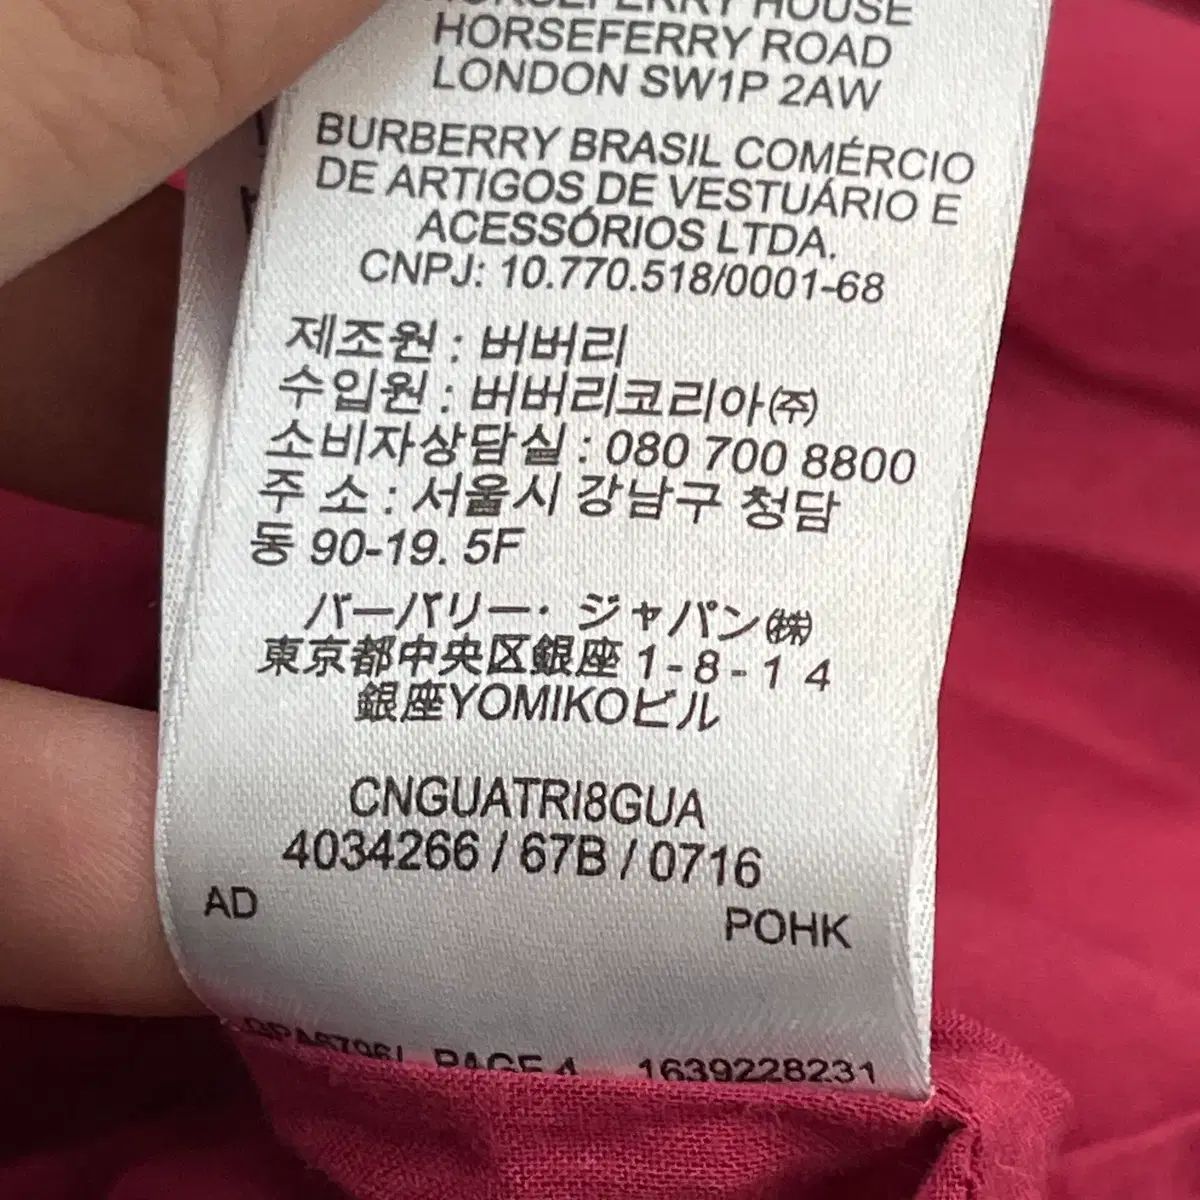 HORSEFERRY HOUSE
HORSEFERRY ROAD
LONDON SW1P 2AW
BURBERRY BRASIL COMÉRCIO
DE ARTIGOS DE VESTUÁRIO E
ACESSÓRIOS LTDA.
CNPJ: 10.770.518/0001-68
제조원 : 버버리
수입원 : 버버리코리아㈜
소비자상담실 : 080 700 8800
주 소 : 서울시 강남구 청담
동 90-19. 5F
バーバリー・ジャパン㈱
東京都中央区銀座 1-8-14
銀座YOMIKOビル
CNGUATRI8GUA
4034266 / 67B / 0716
AD POHK
PAGE 4 1639228231